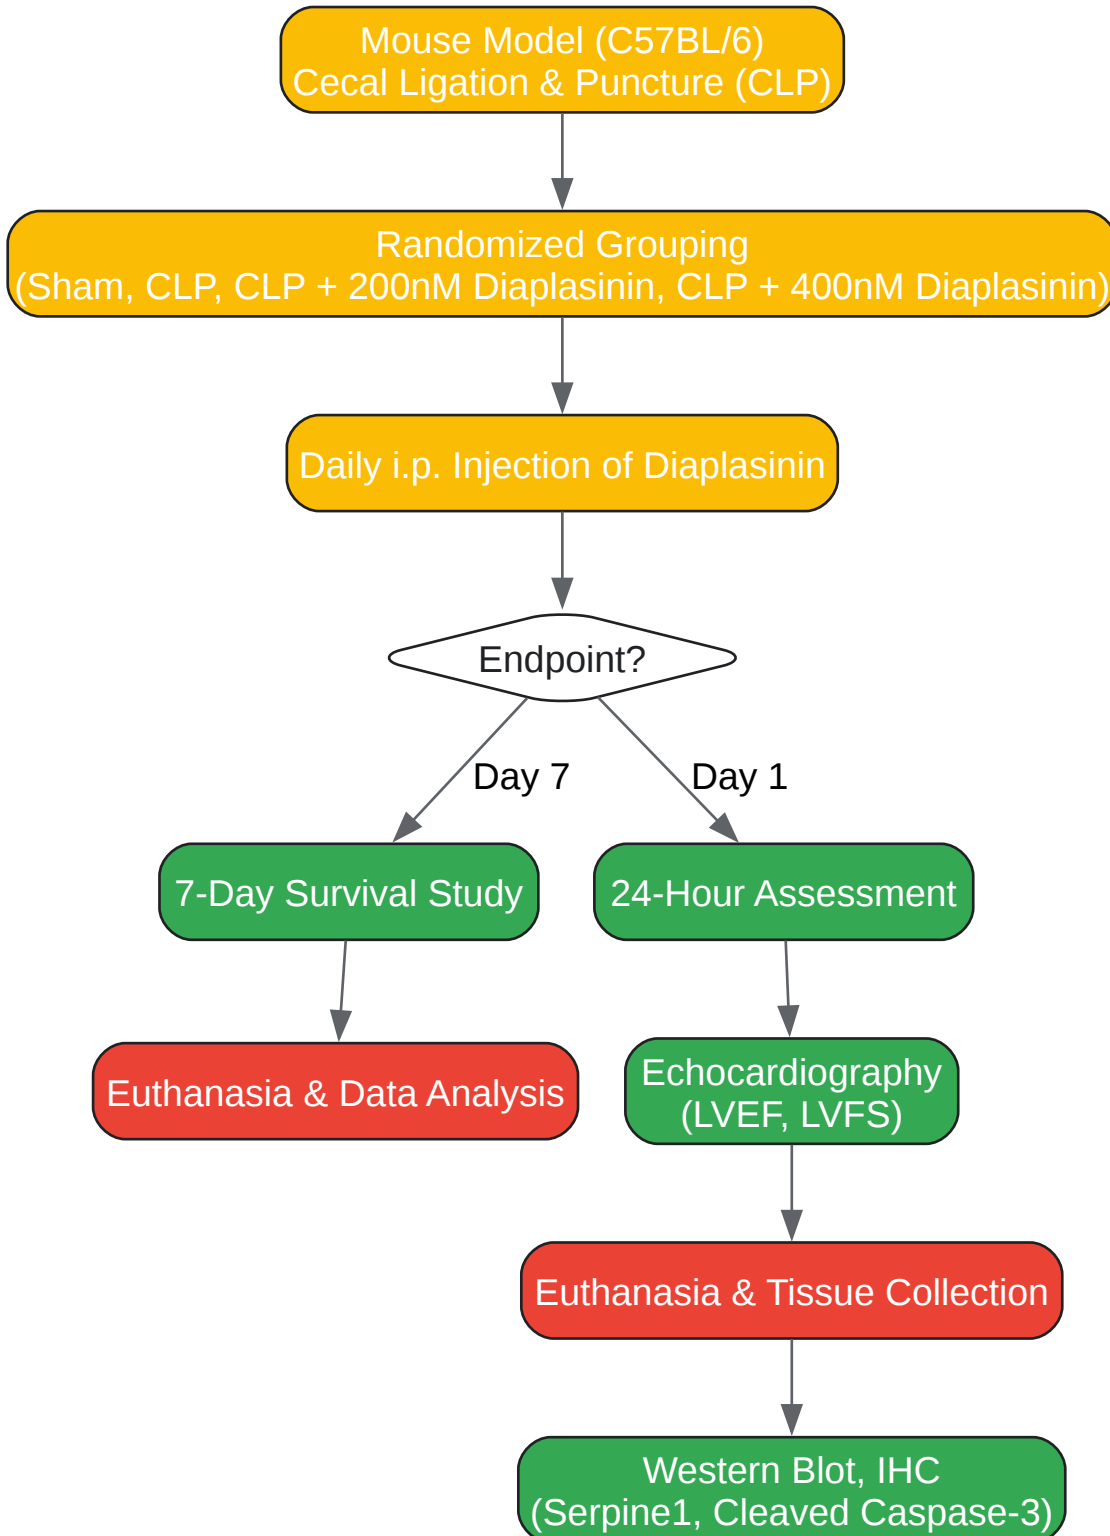 Mouse Model (C57BL/6)
Cecal Ligation & Puncture (CLP)
Randomized Grouping
(Sham, CLP, CLP + 200nM Diaplasinin, CLP + 400nM Diaplasinin)
Daily i.p. Injection of Diaplasinin
Endpoint?
Day 7
Day 1
7-Day Survival Study
24-Hour Assessment
Euthanasia & Data Analysis
Echocardiography
(LVEF, LVFS)
Euthanasia & Tissue Collection
Western Blot, IHC
(Serpine1, Cleaved Caspase-3)